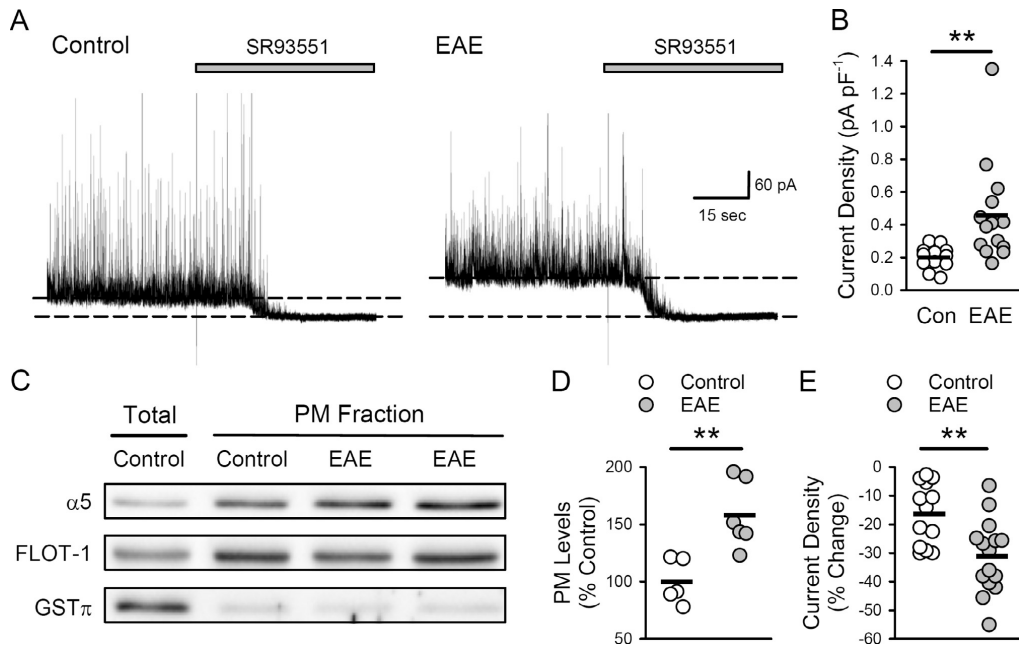 A
Control
SR93551
EAE
SR93551
60 pA
15 sec
B
**
Current Density (pA pF⁻¹)
1.4
1.2
1.0
0.8
0.6
0.4
0.2
0.0
Con EAE
C
Total PM Fraction
Control Control EAE EAE
α5
FLOT-1
GSTπ
D
Control
EAE
**
PM Levels
(% Control)
200
150
100
50
E
Control
EAE
**
Current Density
(% Change)
0
-10
-20
-30
-40
-50
-60